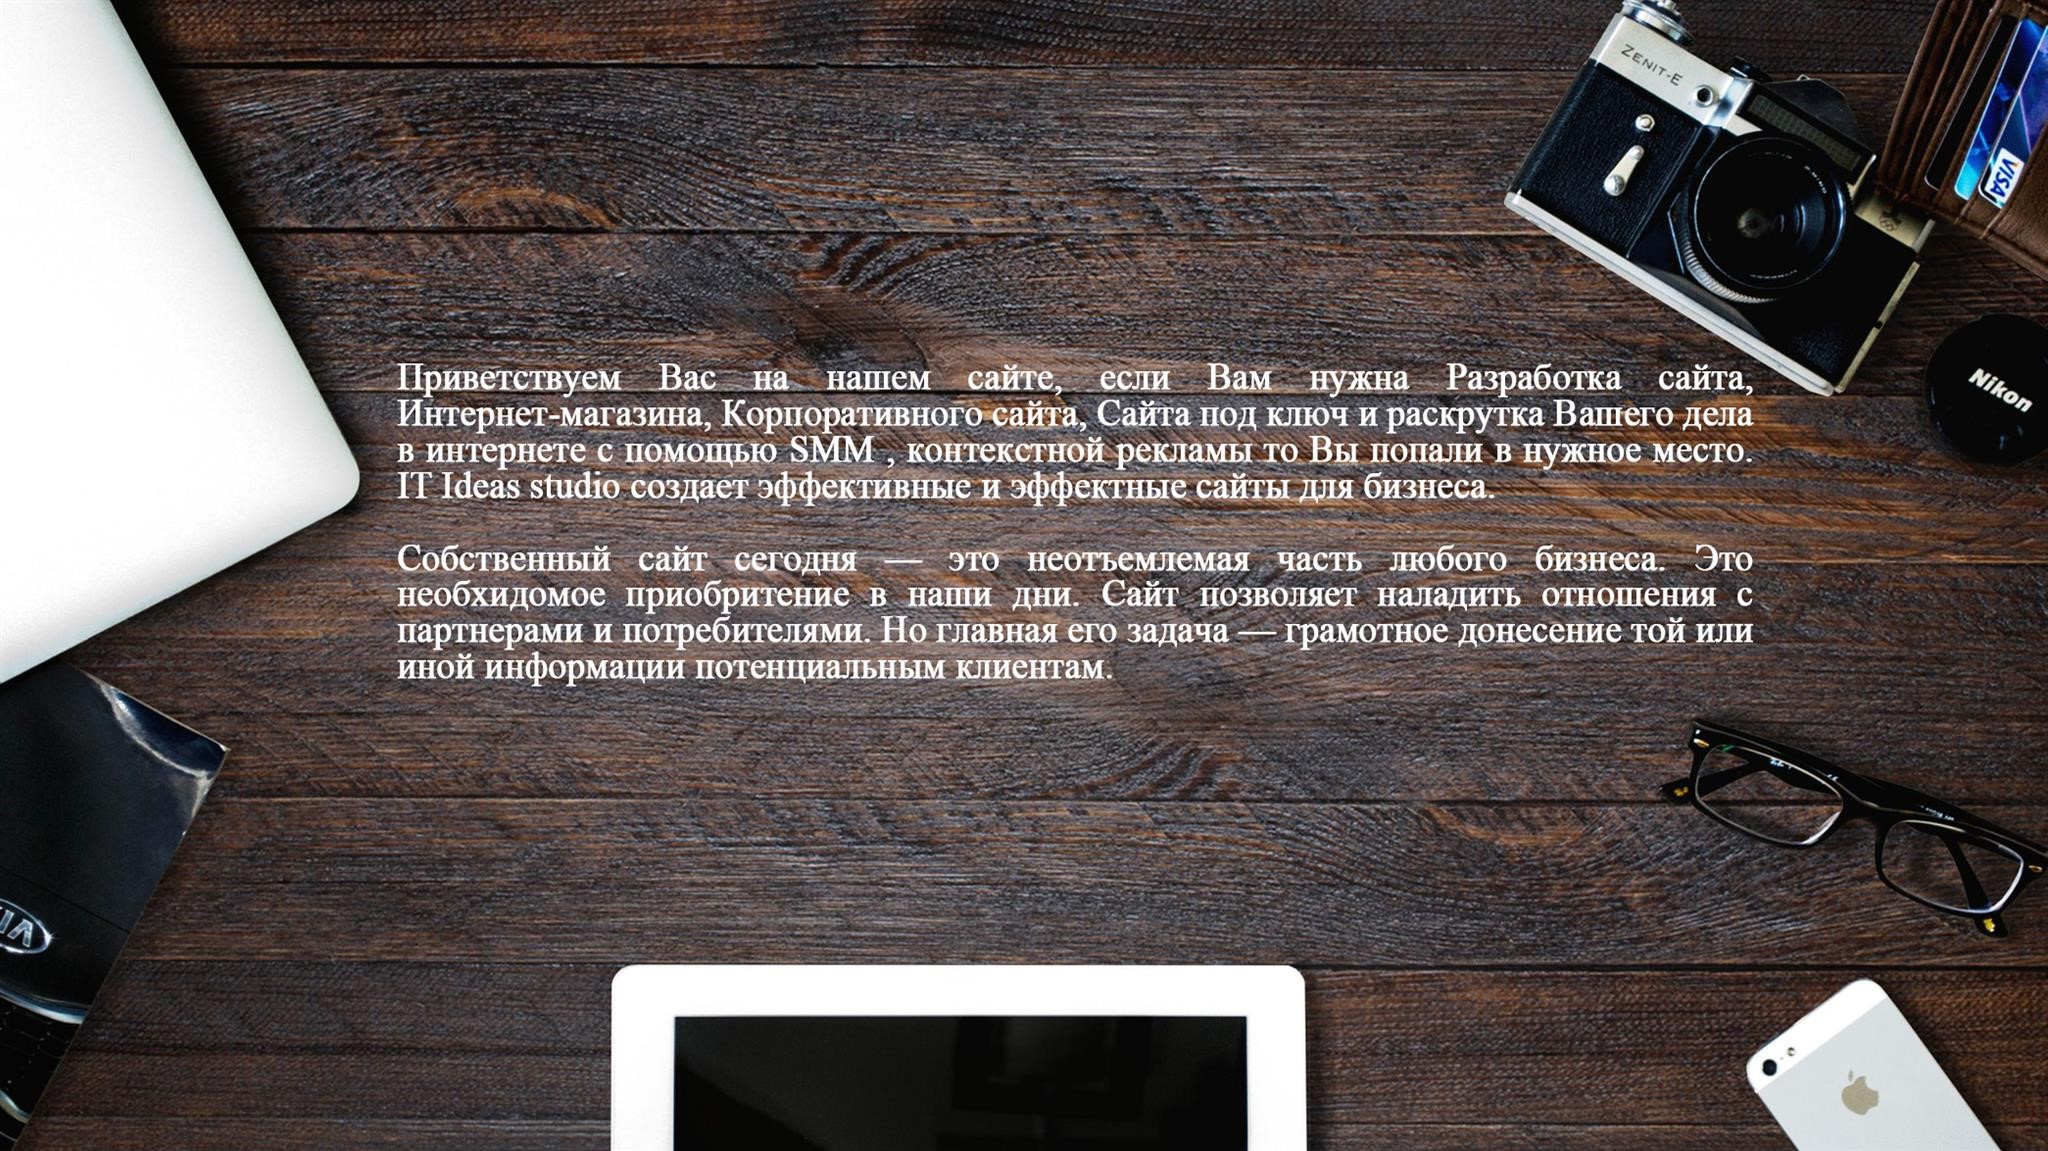 ZENIT-E
VISA
Приветствуем Вас на нашем сайте, если Вам нужна Разработка сайта,
Интернет-магазина, Корпоративного сайта, Сайта под ключ и раскрутка Вашего дела
в интернете с помощью SMM , контекстной рекламы то Вы попали в нужное место.
IT Ideas studio создает эффективные и эффектные сайты для бизнеса.
Nikon
Собственный сайт сегодня — это неотъемлемая часть любого бизнеса. Это
необхидомое приобритение в наши дни. Сайт позволяет наладить отношения с
партнерами и потребителями. Но главная его задача — грамотное донесение той или
иной информации потенциальным клиентам.
KIA